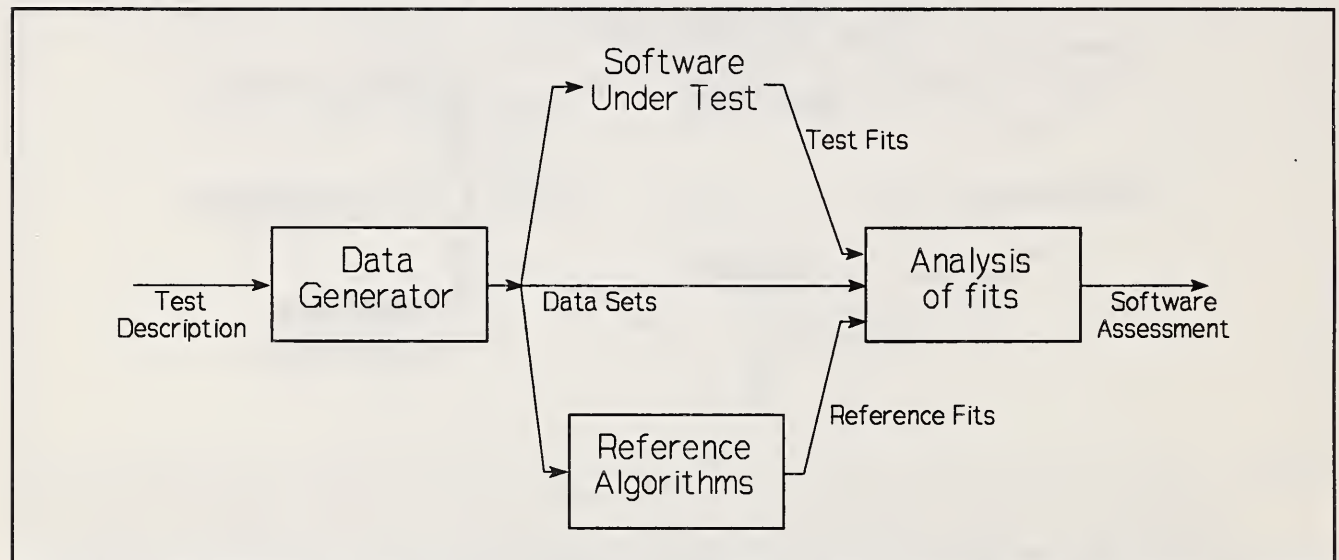 Software
Under Test
Test Fits
Data
Generator
Analysis
of fits
Test
Description
Data Sets
Software
Assessment
Reference Fits
Reference
Algorithms